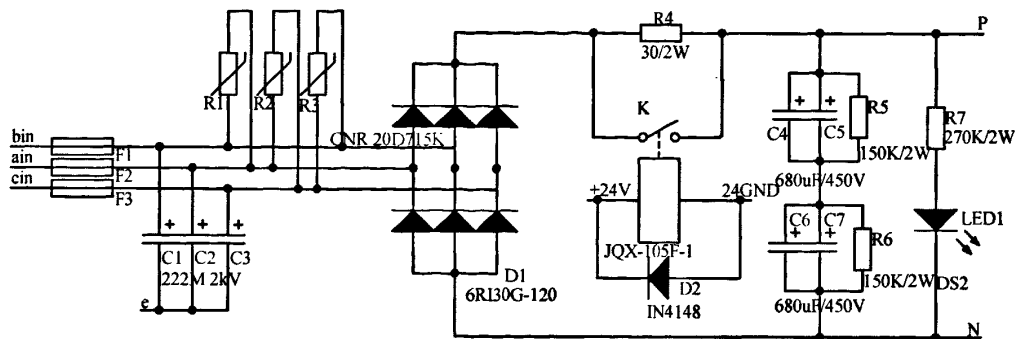 R4
30/2W
P
R1
R2
R3
CNR 20D715K
K
bin
ain
cin
F1
F2
F3
+
+
C4
C5
R5
150K/2W
R7
270K/2W
680uF/450V
+24V
24GND
JQX-105F-1
D2
IN4148
+
+
+
C1
C2
C3
222M 2kV
e
D1
6RI30G-120
C6
C7
+
+
R6
150K/2W
680uF/450V
LED1
DS2
N